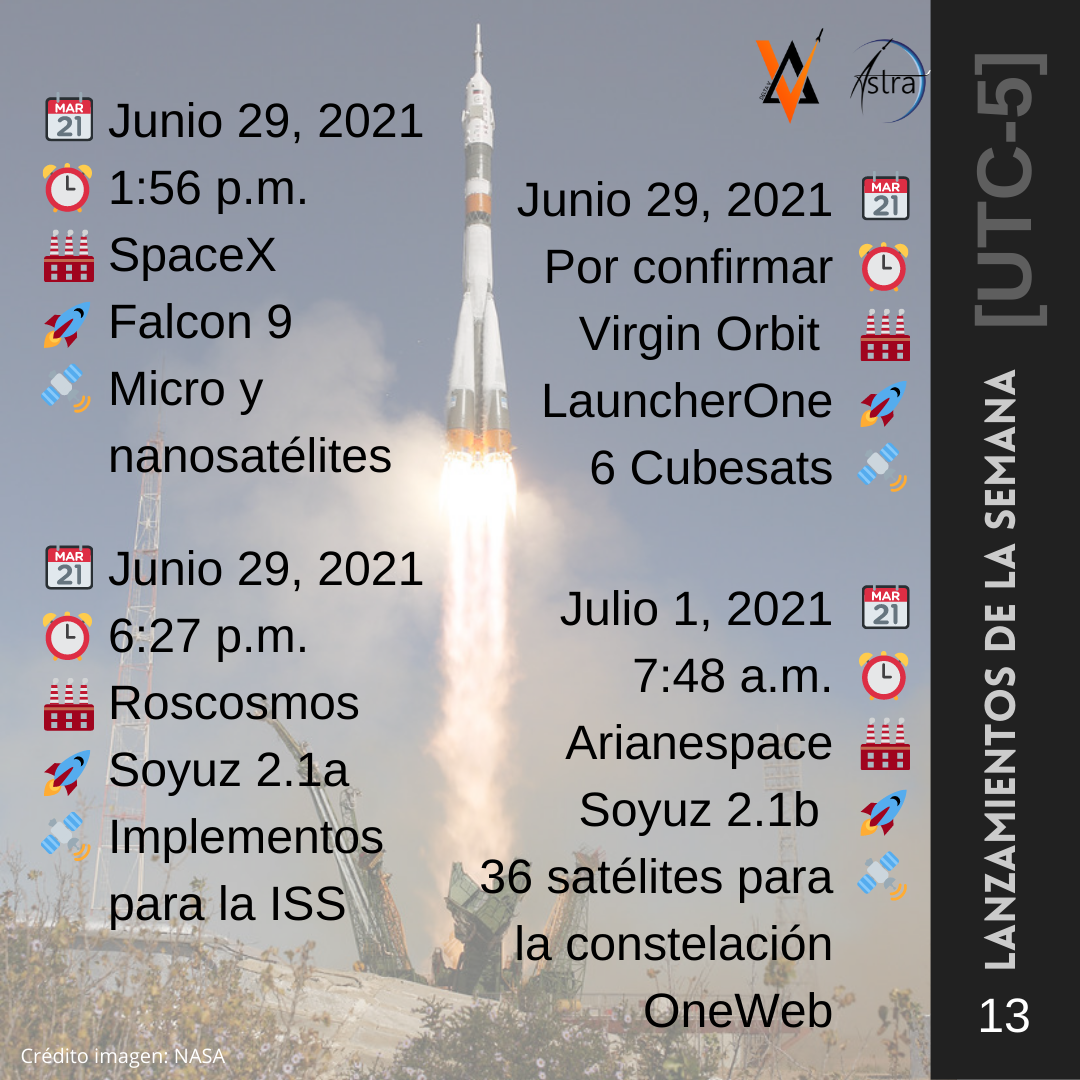 Junio 29, 2021
1:56 p.m.
SpaceX
Falcon 9
Micro y
nanosatélites
Junio 29, 2021
6:27 p.m.
Roscosmos
Soyuz 2.1a
Implementos
para la ISS
Astra
Junio 29, 2021
Por confirmar
Virgin Orbit
LauncherOne
6 Cubesats
Julio 1, 2021
7:48 a.m.
Arianespace
Soyuz 2.1b
36 satélites para
la constelación
OneWeb
MAR
21
MAR
21
MAR
21
MAR
21
LANZAMIENTOS DE LA SEMANA [UTC-5]
13
Crédito imagen: NASA